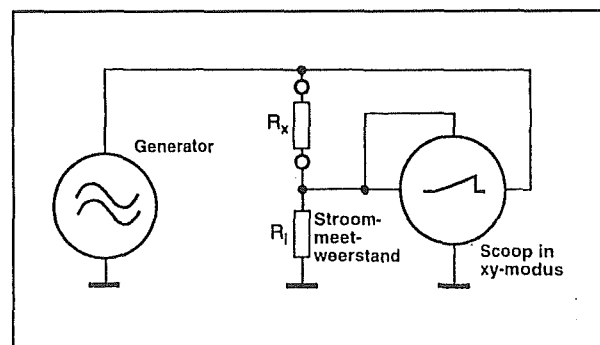 Generator
Rx
RI
Stroom-
meet-
weerstand
Scoop in
xy-modus